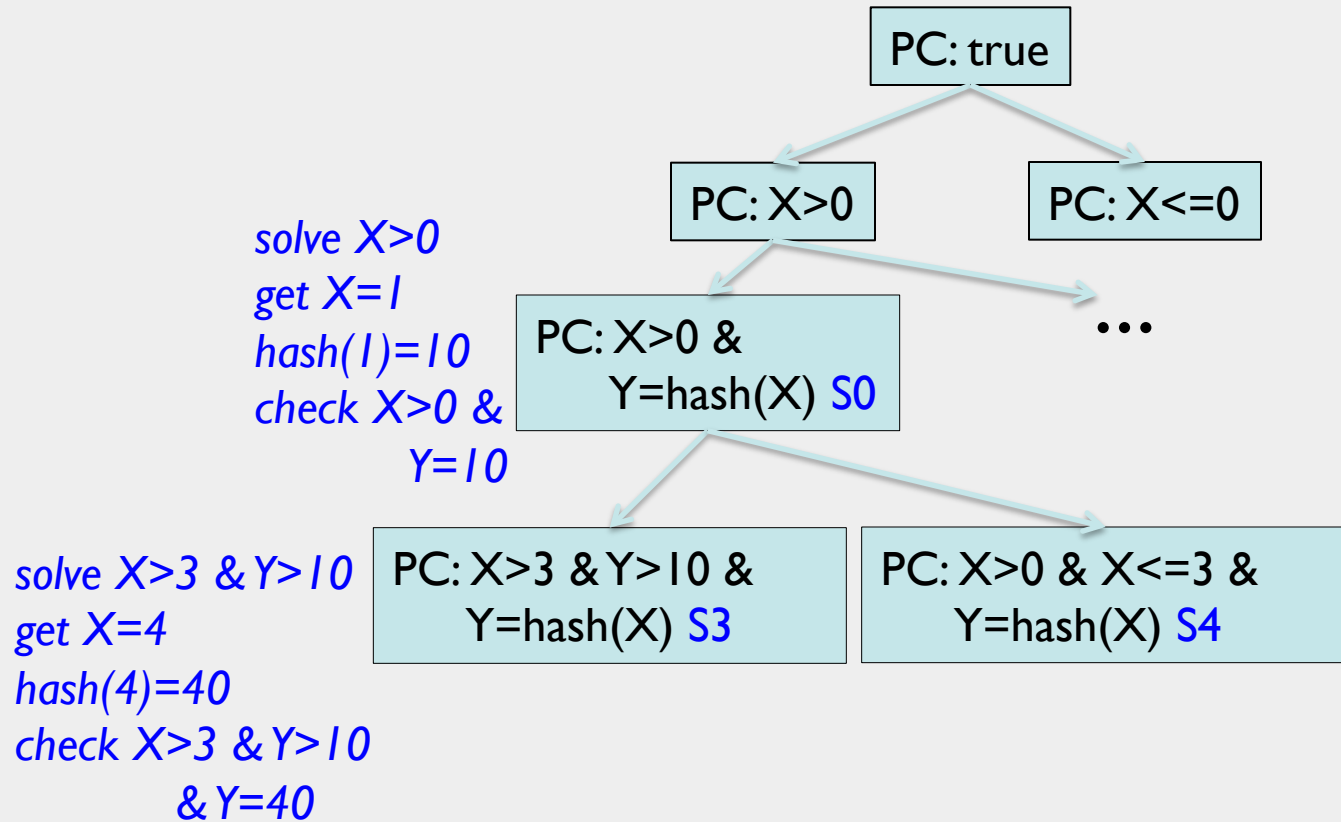 PC: true
PC: X>0
PC: X<=0
solve X>0
get X=1
hash(1)=10
check X>0 &
Y=10
PC: X>0 &
Y=hash(X) S0
...
solve X>3 & Y>10
get X=4
hash(4)=40
check X>3 & Y>10
& Y=40
PC: X>3 & Y>10 &
Y=hash(X) S3
PC: X>0 & X<=3 &
Y=hash(X) S4